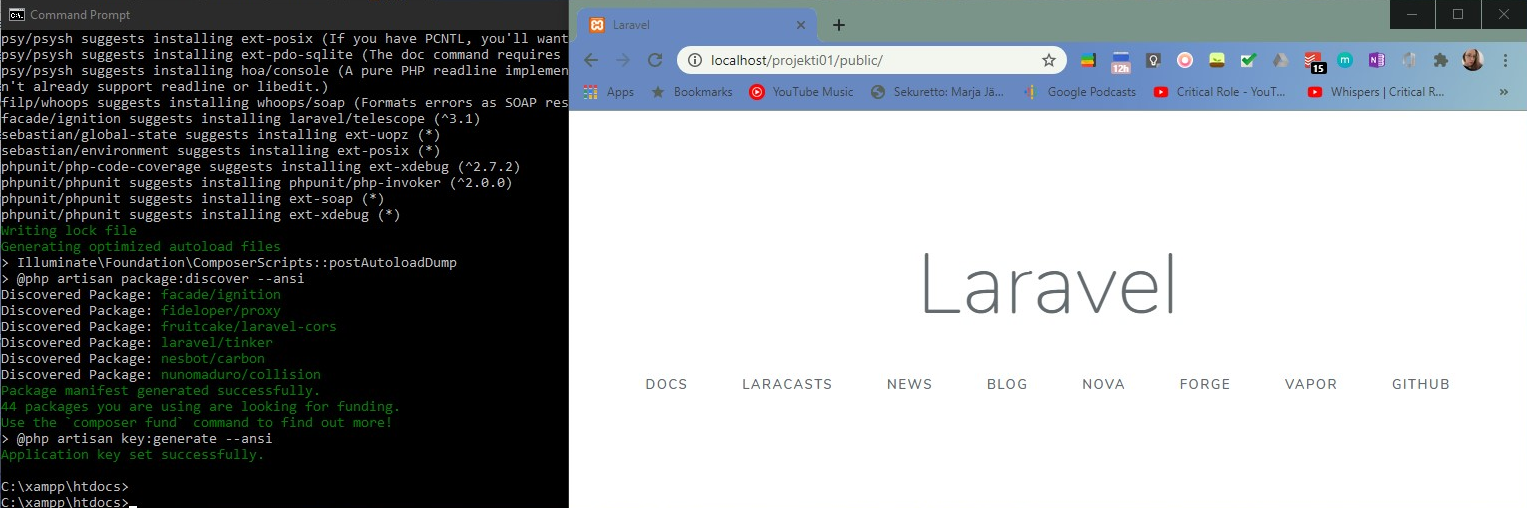 Command Prompt
psy/psysh suggests installing ext-posix (If you have PCNTL, you'll want
psy/psysh suggests installing ext-pdo-sqlite (The doc command requires
psy/psysh suggests installing hoa/console (A pure PHP readline implemen
n't already support readline or libedit.)
filp/whoops suggests installing whoops/soap (Formats errors as SOAP res
facade/ignition suggests installing laravel/telescope (^3.1)
sebastian/global-state suggests installing ext-uopz (*)
sebastian/environment suggests installing ext-posix (*)
phpunit/php-code-coverage suggests installing ext-xdebug (^2.7.2)
phpunit/phpunit suggests installing phpunit/php-invoker (^2.0.0)
phpunit/phpunit suggests installing ext-soap (*)
phpunit/phpunit suggests installing ext-xdebug (*)
Writing lock file
Generating optimized autoload files
> Illuminate\Foundation\ComposerScripts::postAutoloadDump
> @php artisan package:discover --ansi
Discovered Package: facade/ignition
Discovered Package: fideloper/proxy
Discovered Package: fruitcake/laravel-cors
Discovered Package: laravel/tinker
Discovered Package: nesbot/carbon
Discovered Package: nunomaduro/collision
Package manifest generated successfully.
44 packages you are using are looking for funding.
Use the `composer fund` command to find out more!
> @php artisan key:generate --ansi
Application key set successfully.
C:\xampp\htdocs>
C:\xampp\htdocs>
Laravel
localhost/projekti01/public/
12h
15
Apps Bookmarks YouTube Music Sekuretto: Marja Jä... Google Podcasts Critical Role - YouT... Whispers | Critical R... »
Laravel
DOCS LARACASTS NEWS BLOG NOVA FORGE VAPOR GITHUB